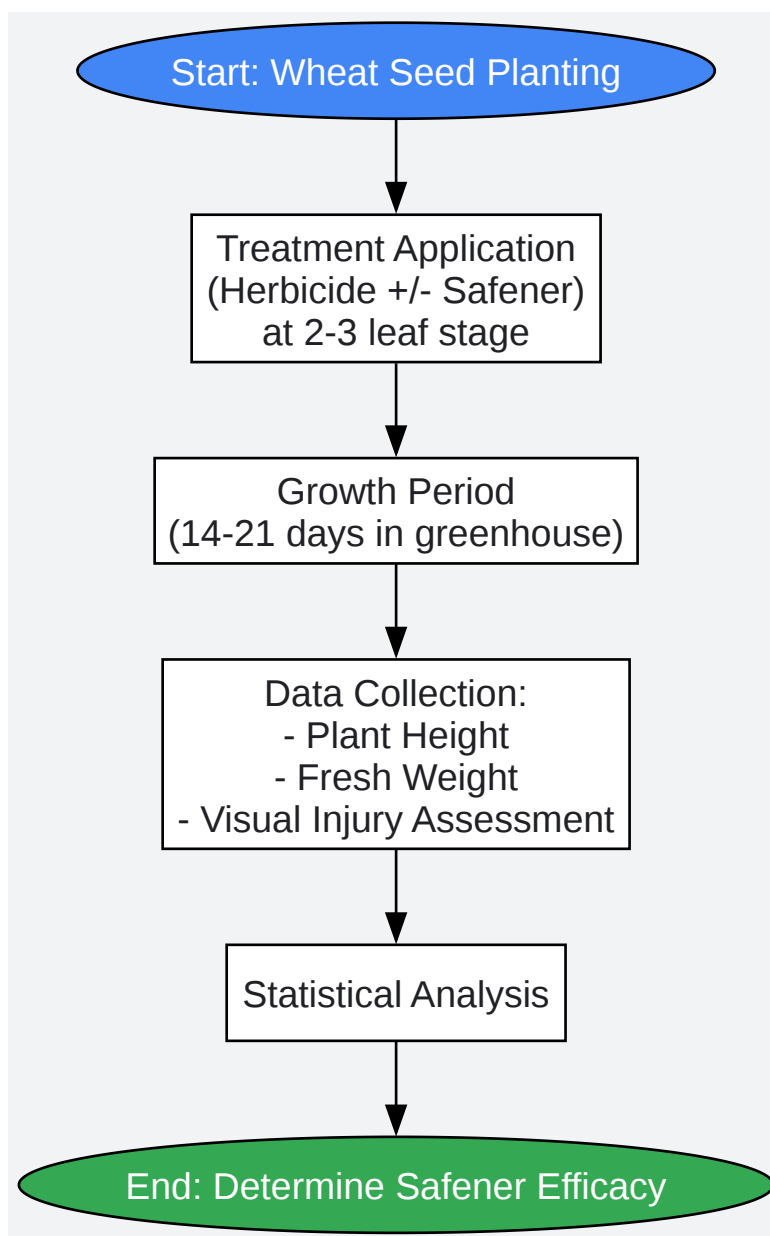 Start: Wheat Seed Planting
Treatment Application
(Herbicide +/- Safener)
at 2-3 leaf stage
Growth Period
(14-21 days in greenhouse)
Data Collection:
- Plant Height
- Fresh Weight
- Visual Injury Assessment
Statistical Analysis
End: Determine Safener Efficacy